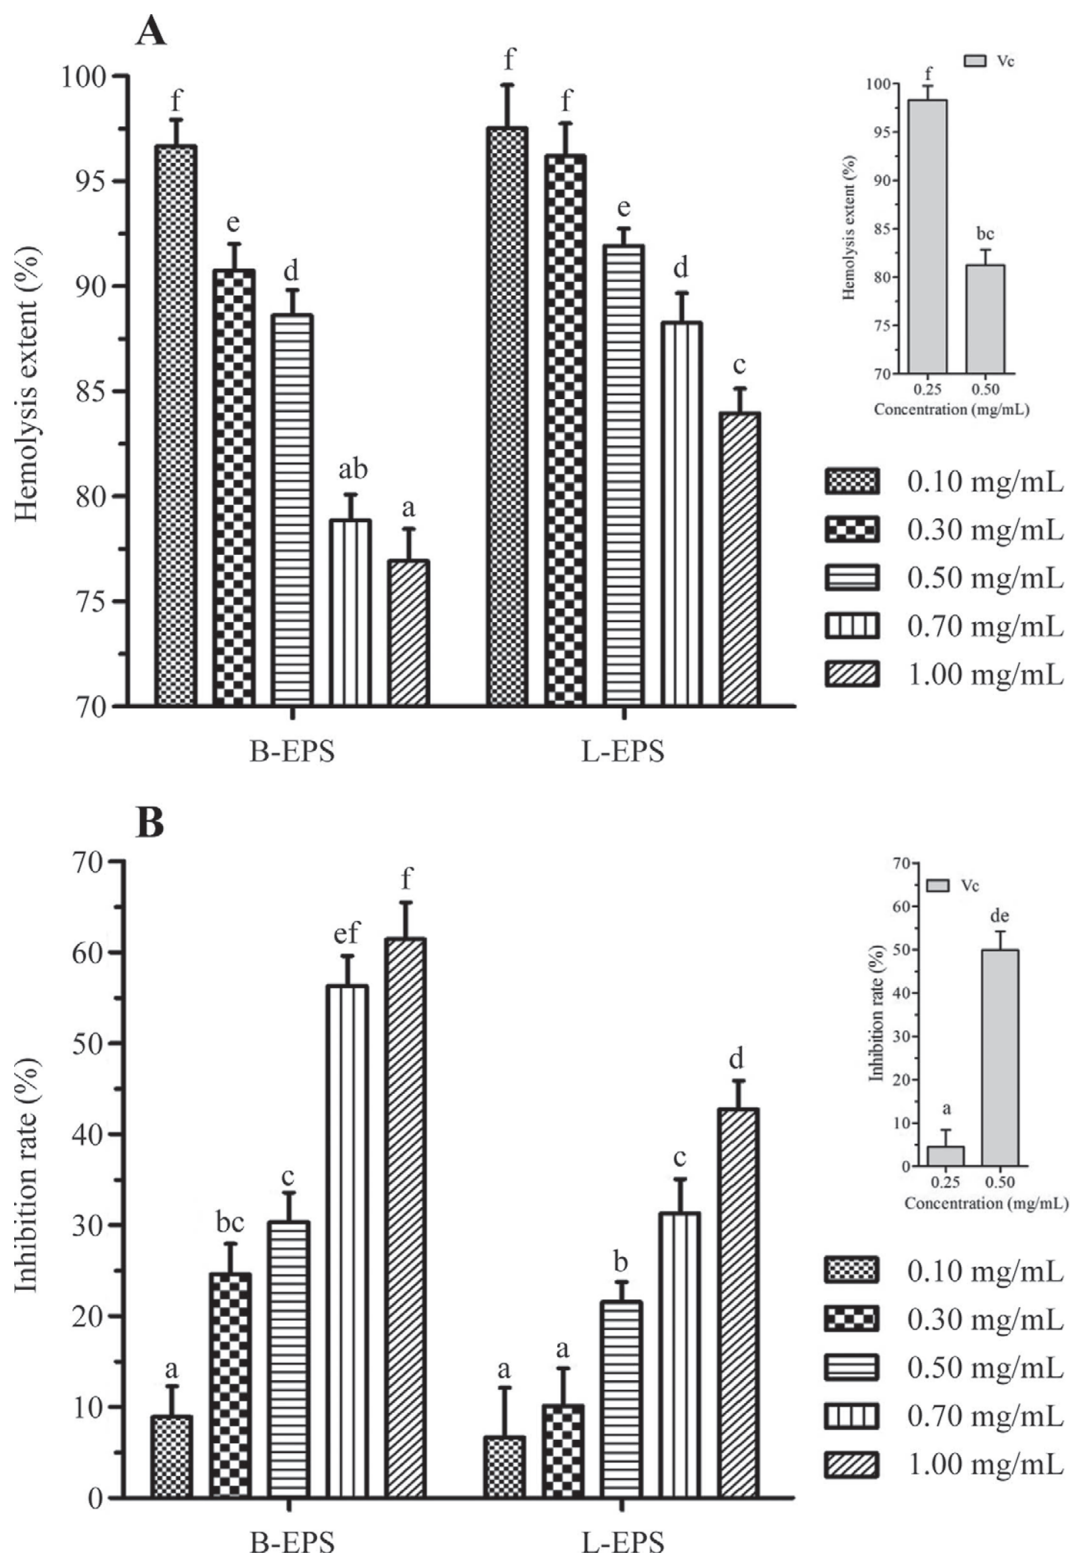 A
Hemolysis extent (%)
100
95
90
85
80
75
70
f
e
d
ab
a
f
f
e
d
c
B-EPS
L-EPS
Vc
Hemolysis extent (%)
100
95
90
85
80
75
70
f
bc
0.25
0.50
Concentration (mg/mL)
0.10 mg/mL
0.30 mg/mL
0.50 mg/mL
0.70 mg/mL
1.00 mg/mL
B
Inhibition rate (%)
70
60
50
40
30
20
10
0
a
bc
c
ef
f
a
a
b
c
d
B-EPS
L-EPS
Vc
Inhibition rate (%)
70
60
50
40
30
20
10
0
a
de
0.25
0.50
Concentration (mg/mL)
0.10 mg/mL
0.30 mg/mL
0.50 mg/mL
0.70 mg/mL
1.00 mg/mL